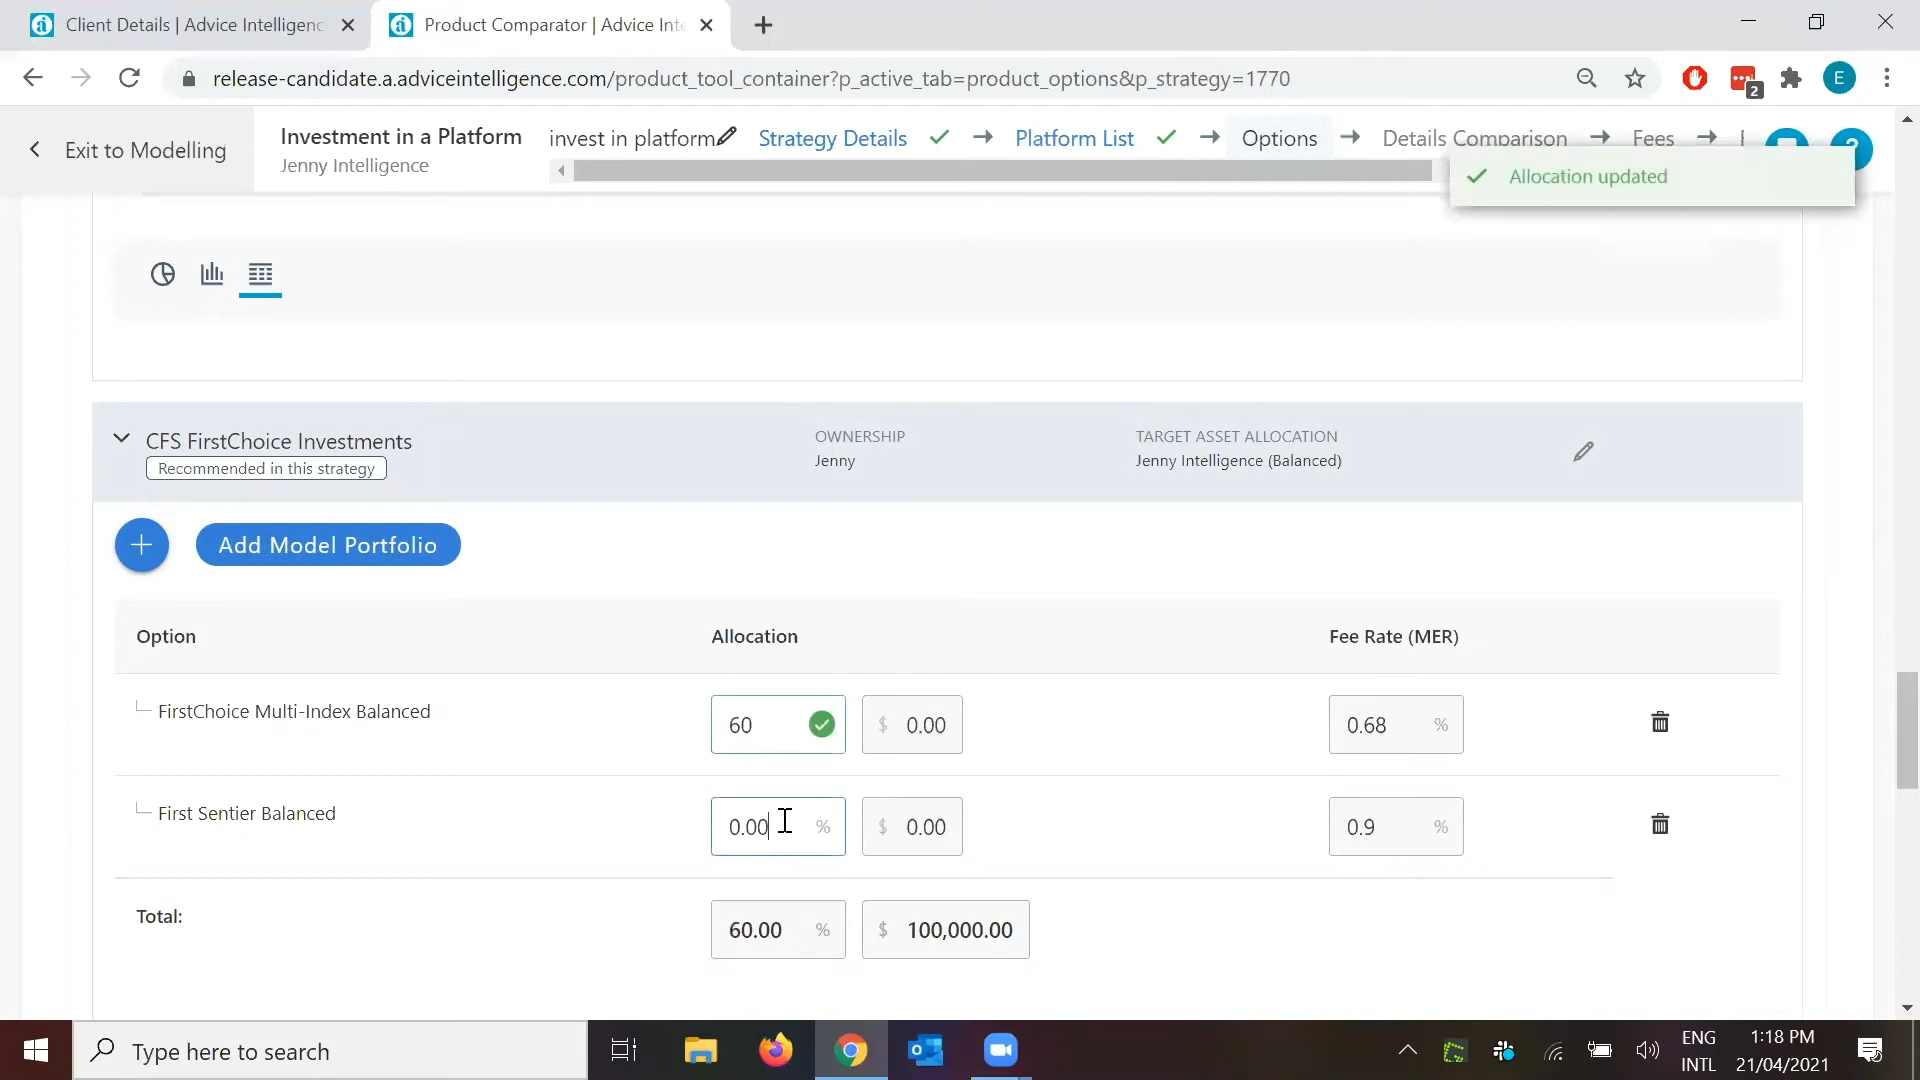 Client Details | Advice Intelligenc
Product Comparator | Advice Inte
release-candidate.a.adviceintelligence.com/product_tool_container?p_active_tab=product_options&p_strategy=1770
2
E
Exit to Modelling
Investment in a Platform
Jenny Intelligence
invest in platform
Strategy Details
Platform List
Options
Details Comparison
Fees
Allocation updated
CFS FirstChoice Investments
Recommended in this strategy
OWNERSHIP
Jenny
TARGET ASSET ALLOCATION
Jenny Intelligence (Balanced)
Add Model Portfolio
Option Allocation Fee Rate (MER)
FirstChoice Multi-Index Balanced 60 $ 0.00 0.68 %
First Sentier Balanced 0.00 % $ 0.00 0.9 %
Total: 60.00 % $ 100,000.00
Type here to search
ENG
INTL
1:18 PM
21/04/2021